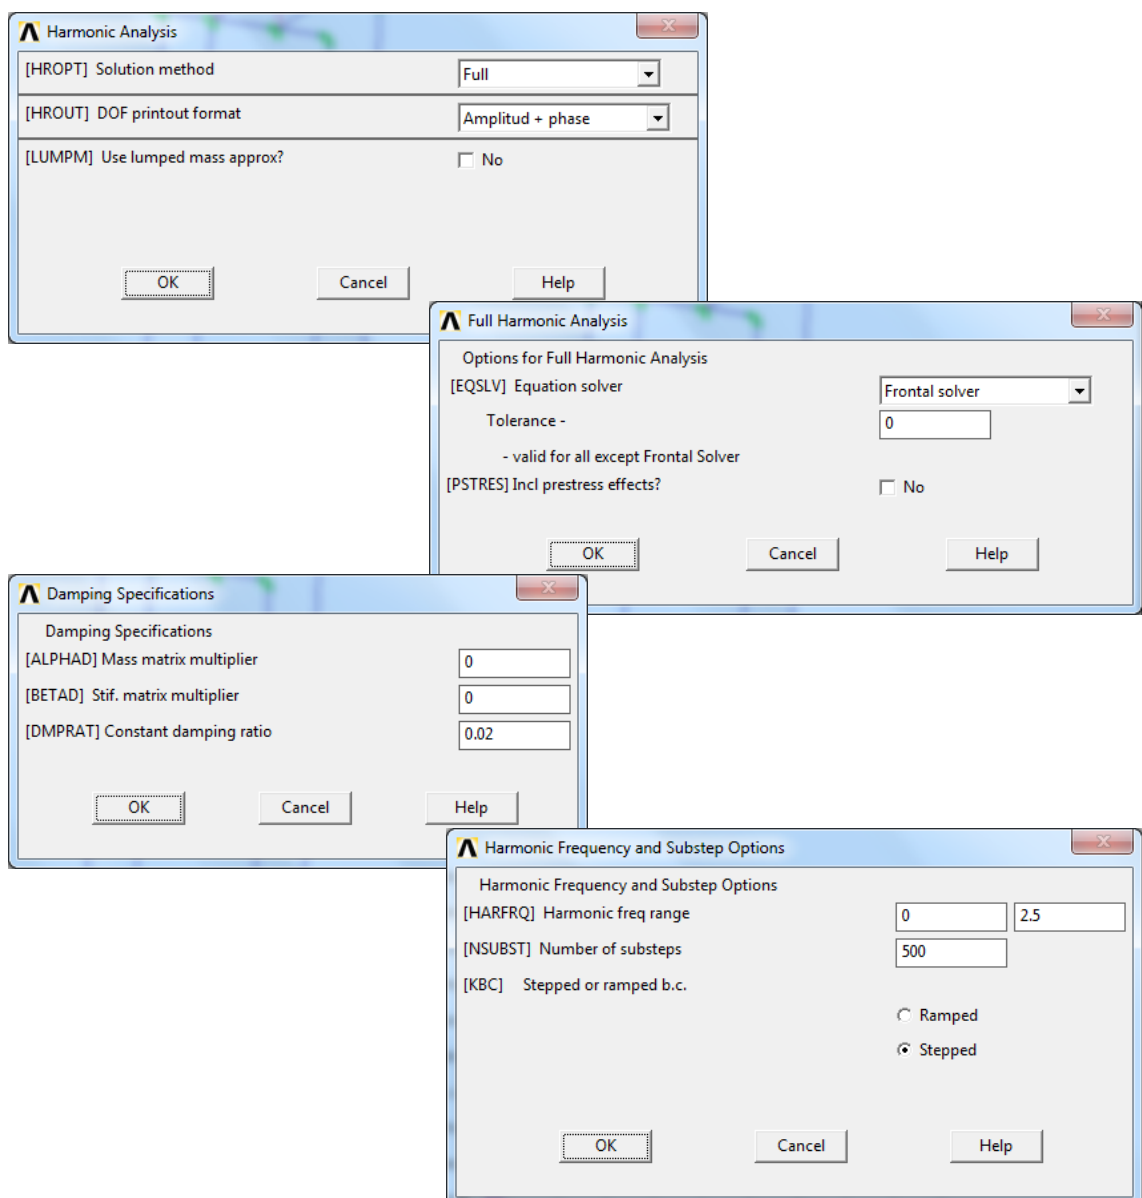 Harmonic Analysis
[HROPT] Solution method Full
[HROUT] DOF printout format Amplitud + phase
[LUMPM] Use lumped mass approx? No
OK Cancel Help
Full Harmonic Analysis
Options for Full Harmonic Analysis
[EQSLV] Equation solver Frontal solver
Tolerance - 0
- valid for all except Frontal Solver
[PSTRES] Incl prestress effects? No
OK Cancel Help
Damping Specifications
Damping Specifications
[ALPHAD] Mass matrix multiplier 0
[BETAD] Stif. matrix multiplier 0
[DMPRAT] Constant damping ratio 0.02
OK Cancel Help
Harmonic Frequency and Substep Options
Harmonic Frequency and Substep Options
[HARFRQ] Harmonic freq range 0 2.5
[NSUBST] Number of substeps 500
[KBC] Stepped or ramped b.c.
Ramped
Stepped
OK Cancel Help